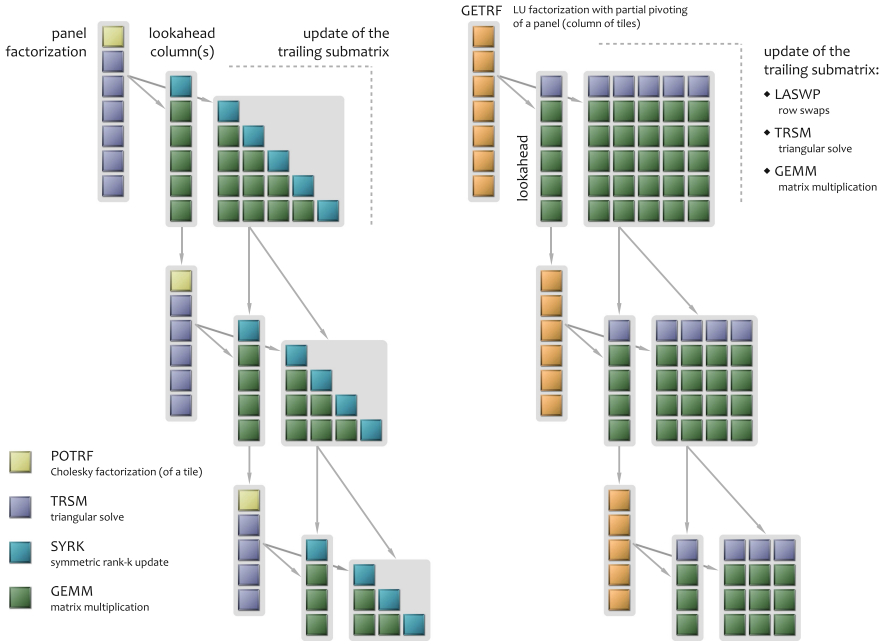 panel
factorization
lookahead
column(s)
update of the
trailing submatrix
GETRF
LU factorization with partial pivoting
of a panel (column of tiles)
update of the
trailing submatrix:
LASWP
row swaps
TRSM
triangular solve
GEMM
matrix multiplication
lookahead
POTRF
Cholesky factorization (of a tile)
TRSM
triangular solve
SYRK
symmetric rank-k update
GEMM
matrix multiplication